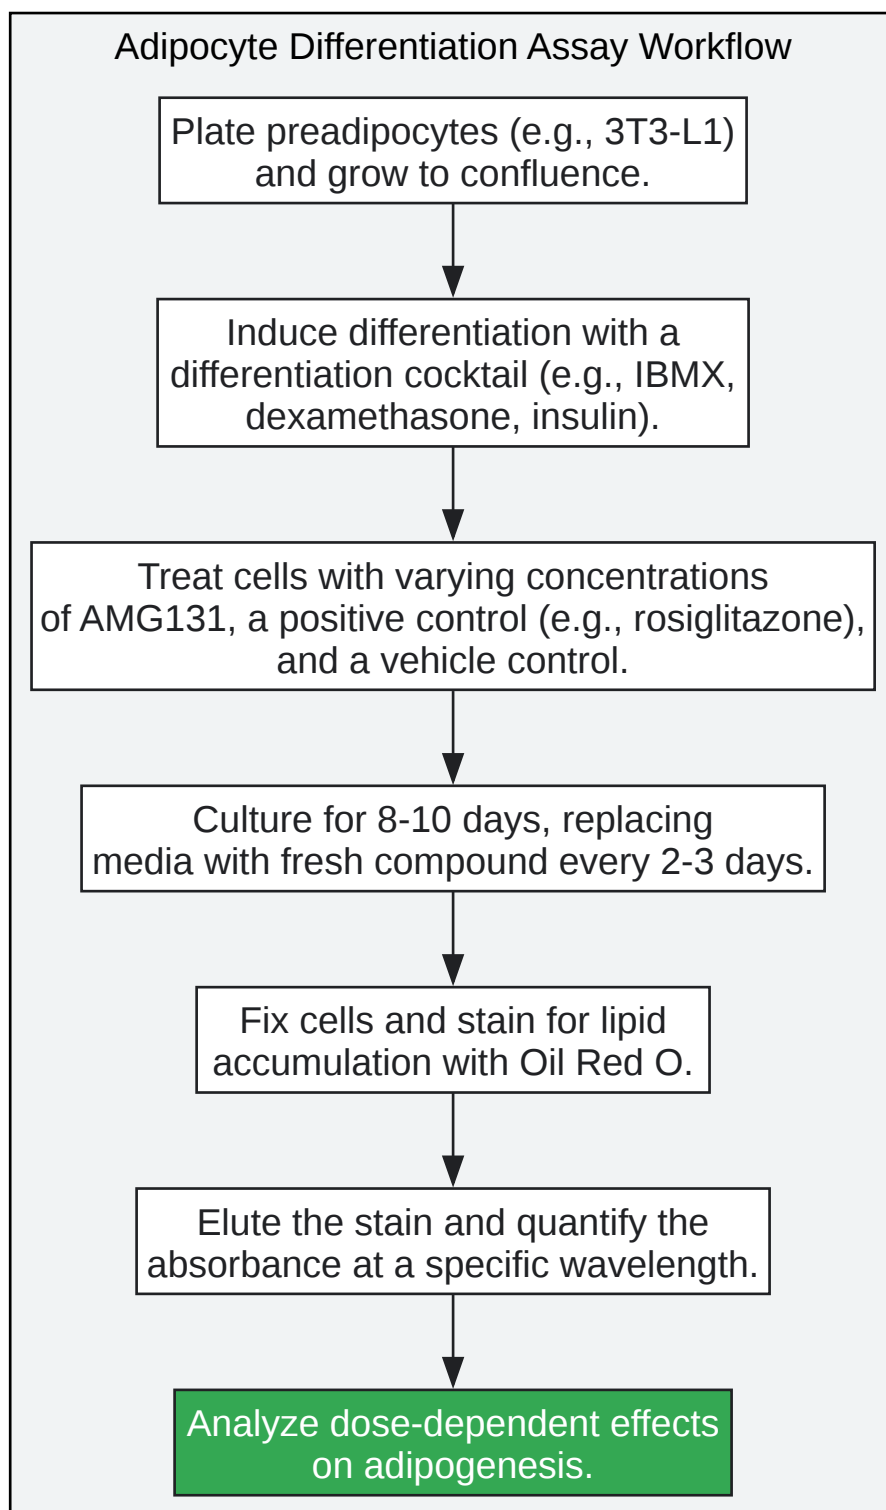 Adipocyte Differentiation Assay Workflow
Plate preadipocytes (e.g., 3T3-L1)
and grow to confluence.
Induce differentiation with a
differentiation cocktail (e.g., IBMX,
dexamethasone, insulin).
Treat cells with varying concentrations
of AMG131, a positive control (e.g., rosiglitazone),
and a vehicle control.
Culture for 8-10 days, replacing
media with fresh compound every 2-3 days.
Fix cells and stain for lipid
accumulation with Oil Red O.
Elute the stain and quantify the
absorbance at a specific wavelength.
Analyze dose-dependent effects
on adipogenesis.